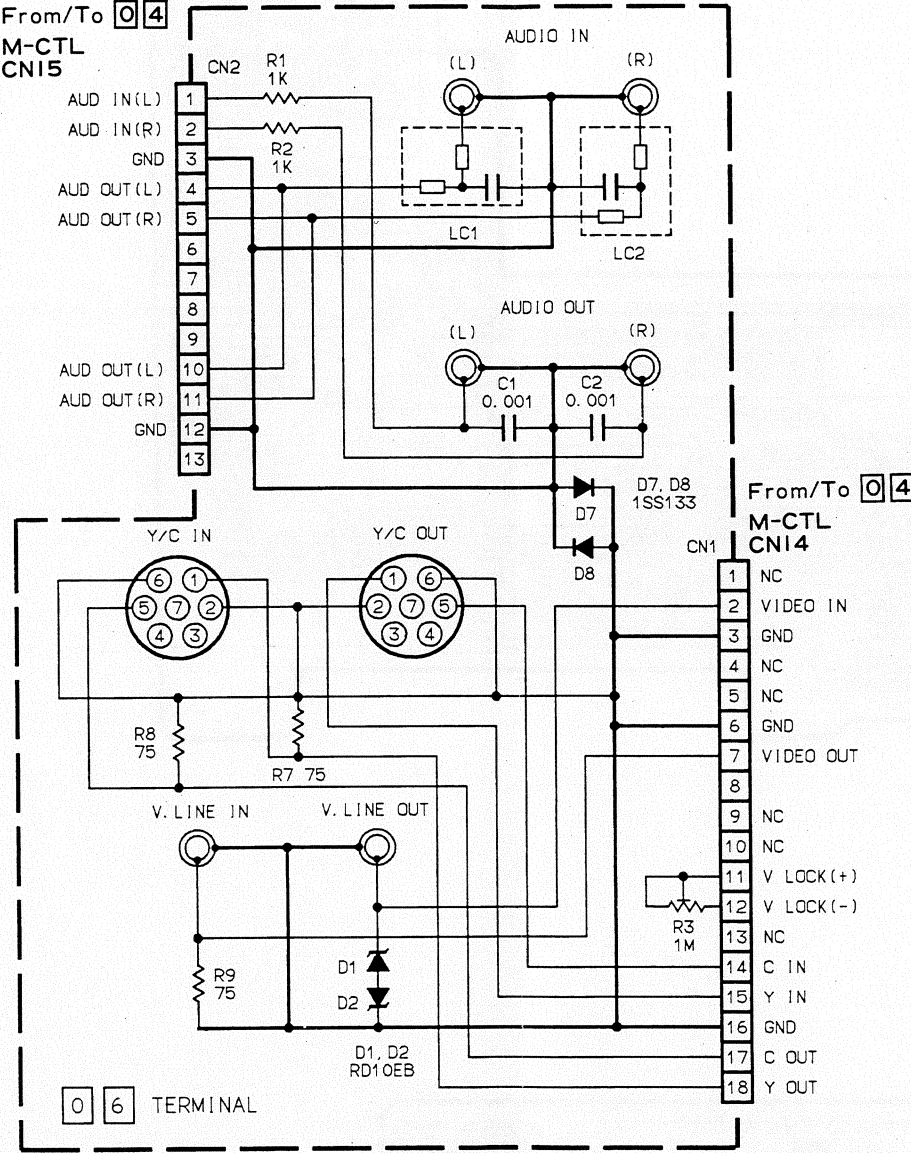 From/To 0 4
M-CTL
CN15
CN2
R1
1K
AUDIO IN
(L)
(R)
1 AUD IN(L)
2 AUD IN(R)
R2
1K
3 GND
4 AUD OUT(L)
5 AUD OUT(R)
6
7
8
9
10 AUD OUT(L)
11 AUD OUT(R)
12 GND
13
LC1
LC2
AUDIO OUT
(L)
(R)
C1
0.001
C2
0.001
D7, D8
1SS133
D7
D8
From/To 0 4
M-CTL
CN14
CN1
Y/C IN
6 1
5 7 2
4 3
Y/C OUT
1 6
2 7 5
3 4
1 NC
2 VIDEO IN
3 GND
4 NC
5 NC
6 GND
7 VIDEO OUT
8
9 NC
10 NC
11 V LOCK(+)
12 V LOCK(-)
13 NC
14 C IN
15 Y IN
16 GND
17 C OUT
18 Y OUT
R8
75
R7 75
V.LINE IN
V.LINE OUT
R3
1M
R9
75
D1
D2
D1, D2
RD10EB
0 6 TERMINAL